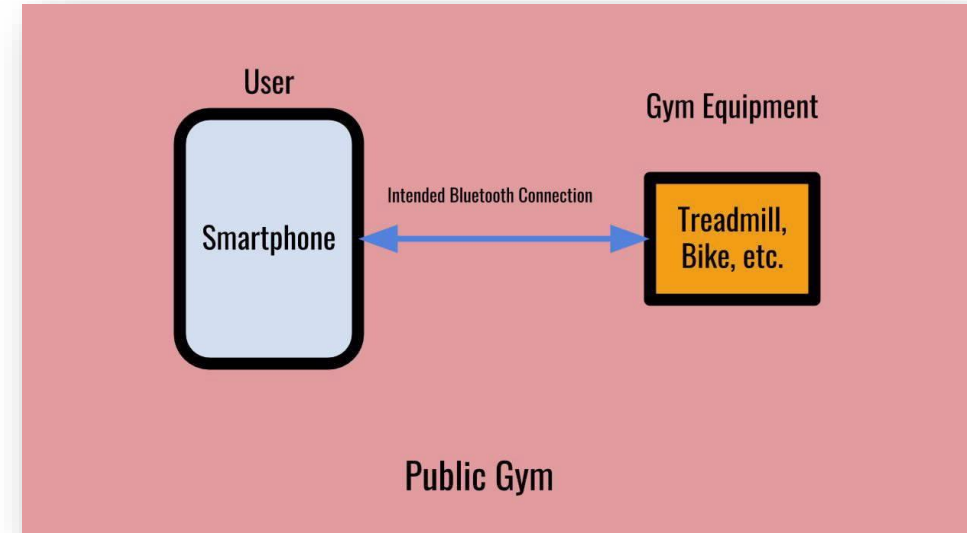 User
Gym Equipment
Intended Bluetooth Connection
Smartphone
Treadmill,
Bike, etc.
Public Gym